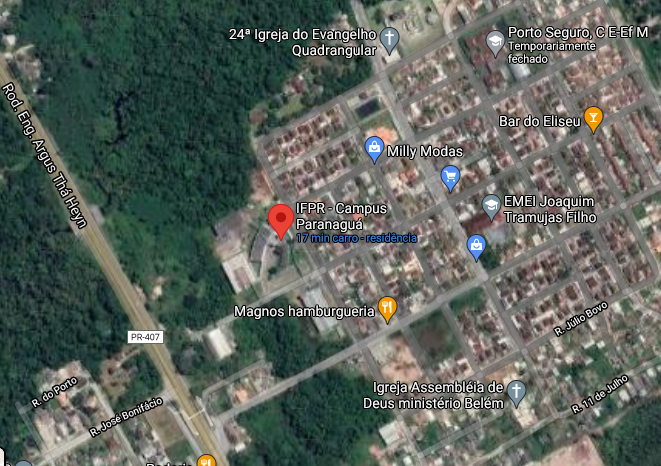 24ª Igreja do Evangelho
Quadrangular
Porto Seguro, C E-Ef M
Temporariamente
fechado
Rod. Eng. Argus Thá Heyn
Bar do Eliseu
Milly Modas
EMEI Joaquim
Tramujas Filho
IFPR - Campus
Paranaguá
17 min carro - residência
Magnos hamburgueria
R. Júlio Bovo
PR-407
R. do Porto
R. José Bonifácio
Igreja Assembléia de
Deus ministério Belém
R. 11 de Julho